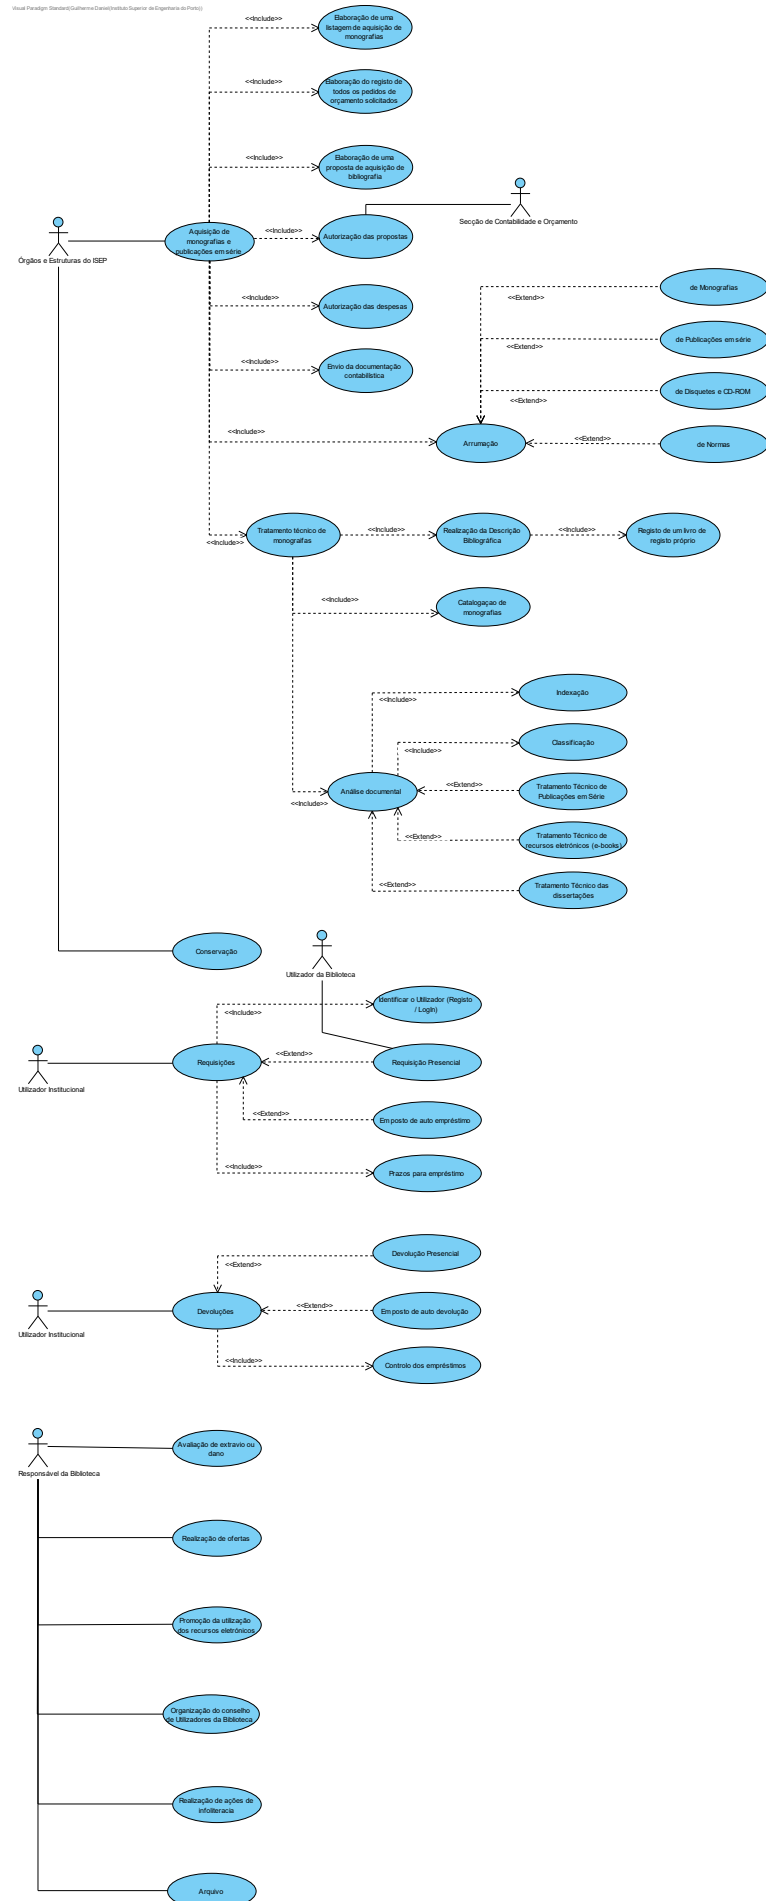 Visual Paradigm Standard(Guilherme Daniel(Instituto Superior da Engenharia do Porto))
<<Include>>
Elaboração de uma
listagem de aquisição de
monografias
<<Include>>
Elaboração do registo de
todos os pedidos de
orçamento solicitados
<<Include>>
Elaboração de uma
proposta de aquisição de
bibliografia
Secção de Contabilidade e Orçamento
Órgãos e Estruturas do ISEP
Aquisição de
monografias e
publicações em série
<<Include>>
Autorização das propostas
<<Include>>
Autorização das despesas
<<Include>>
Envio da documentação
contabilística
<<Extend>>
de Monografias
<<Extend>>
de Publicações em série
<<Extend>>
de Disquetes e CD-ROM
<<Include>>
Arrumação
<<Extend>>
de Normas
<<Include>>
Tratamento técnico de
monograifas
<<Include>>
Realização da Descrição
Bibliográfica
<<Include>>
Registo de um livro de
registo próprio
<<Include>>
Catalogaçao de
monografias
<<Include>>
Indexação
<<Include>>
Classificação
<<Include>>
Análise documental
<<Extend>>
Tratamento Técnico de
Publicações em Série
<<Extend>>
Tratamento Técnico de
recursos eletrónicos (e-books)
<<Extend>>
Tratamento Técnico das
dissertações
Conservação
Utilizador da Biblioteca
<<Include>>
Identificar o Utilizador (Registo
/ LogIn)
Utilizador Institucional
Requisições
<<Extend>>
Requisição Presencial
<<Extend>>
Em posto de auto empréstimo
<<Include>>
Prazos para empréstimo
<<Extend>>
Devolução Presencial
Utilizador Institucional
Devoluções
<<Extend>>
Em posto de auto devolução
<<Include>>
Controlo dos empréstimos
Responsável da Biblioteca
Avaliação de extravio ou
dano
Realização de ofertas
Promoção da utilização
dos recursos eletrónicos
Organização do conselho
de Utilizadores da Biblioteca
Realização de ações de
infoliteracia
Arquivo